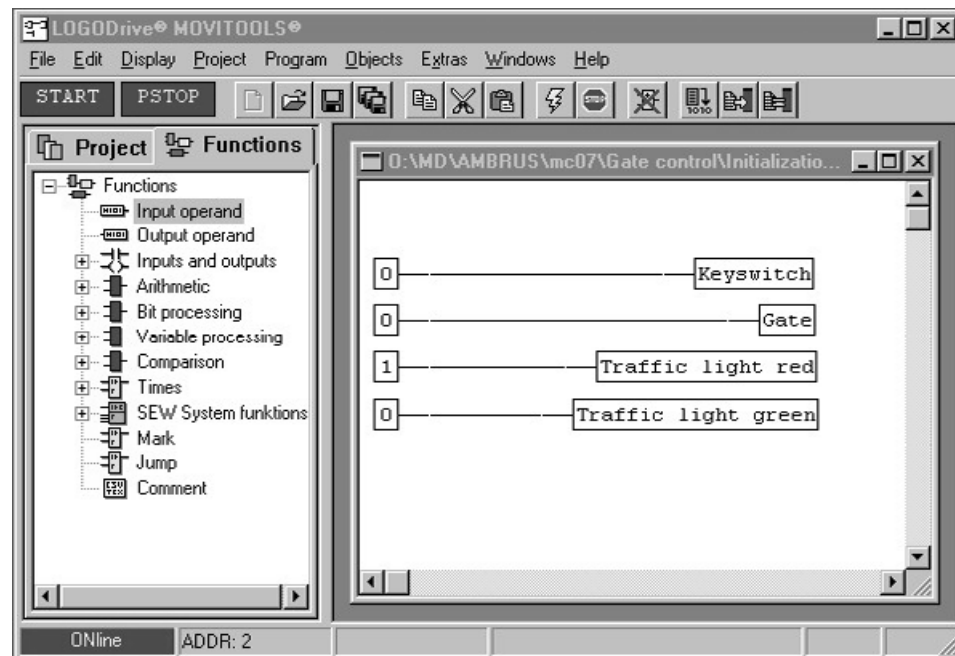 LOGODrive® MOVITOOLS®
File Edit Display Project Program Objects Extras Windows Help
START PSTOP
Project Functions
Functions
Input operand
Output operand
Inputs and outputs
Arithmetic
Bit processing
Variable processing
Comparison
Times
SEW System funktions
Mark
Jump
Comment
O:\MD\AMBRUS\mc07\Gate control\Initializatio...
0 Keyswitch
0 Gate
1 Traffic light red
0 Traffic light green
ONline ADDR: 2